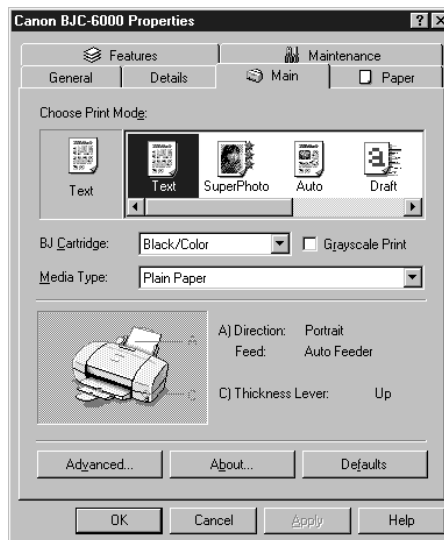 Canon BJC-6000 Properties
Features Maintenance
General Details Main Paper
Choose Print Mode:
Text
Text SuperPhoto Auto Draft
BJ Cartridge: Black/Color Grayscale Print
Media Type: Plain Paper
A) Direction: Portrait
Feed: Auto Feeder
C) Thickness Lever: Up
A
C
Advanced... About... Defaults
OK Cancel Apply Help